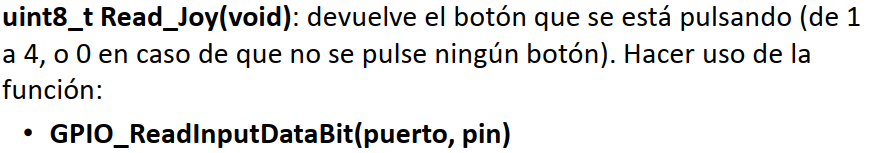 uint8_t Read_Joy(void): devuelve el botón que se está pulsando (de 1
a 4, o 0 en caso de que no se pulse ningún botón). Hacer uso de la
función:
• GPIO_ReadInputDataBit(puerto, pin)